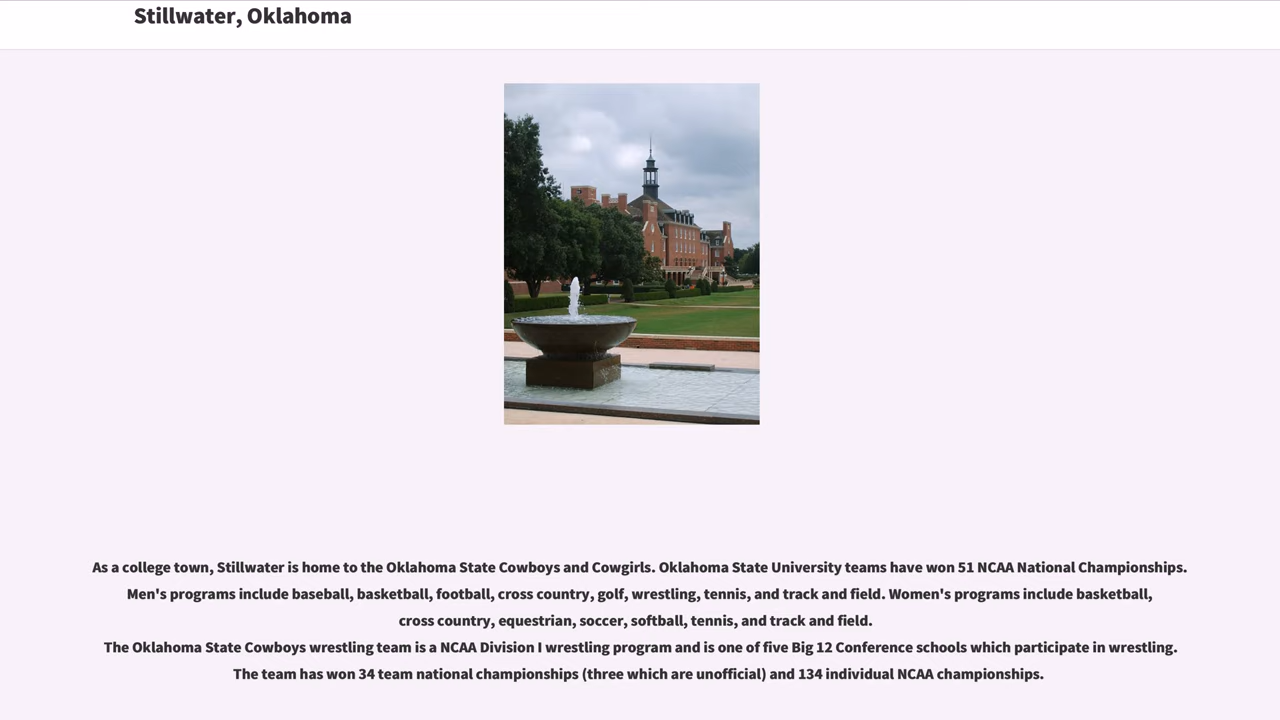 Stillwater, Oklahoma
As a college town, Stillwater is home to the Oklahoma State Cowboys and Cowgirls. Oklahoma State University teams have won 51 NCAA National Championships.
Men's programs include baseball, basketball, football, cross country, golf, wrestling, tennis, and track and field. Women's programs include basketball,
cross country, equestrian, soccer, softball, tennis, and track and field.
The Oklahoma State Cowboys wrestling team is a NCAA Division I wrestling program and is one of five Big 12 Conference schools which participate in wrestling.
The team has won 34 team national championships (three which are unofficial) and 134 individual NCAA championships.